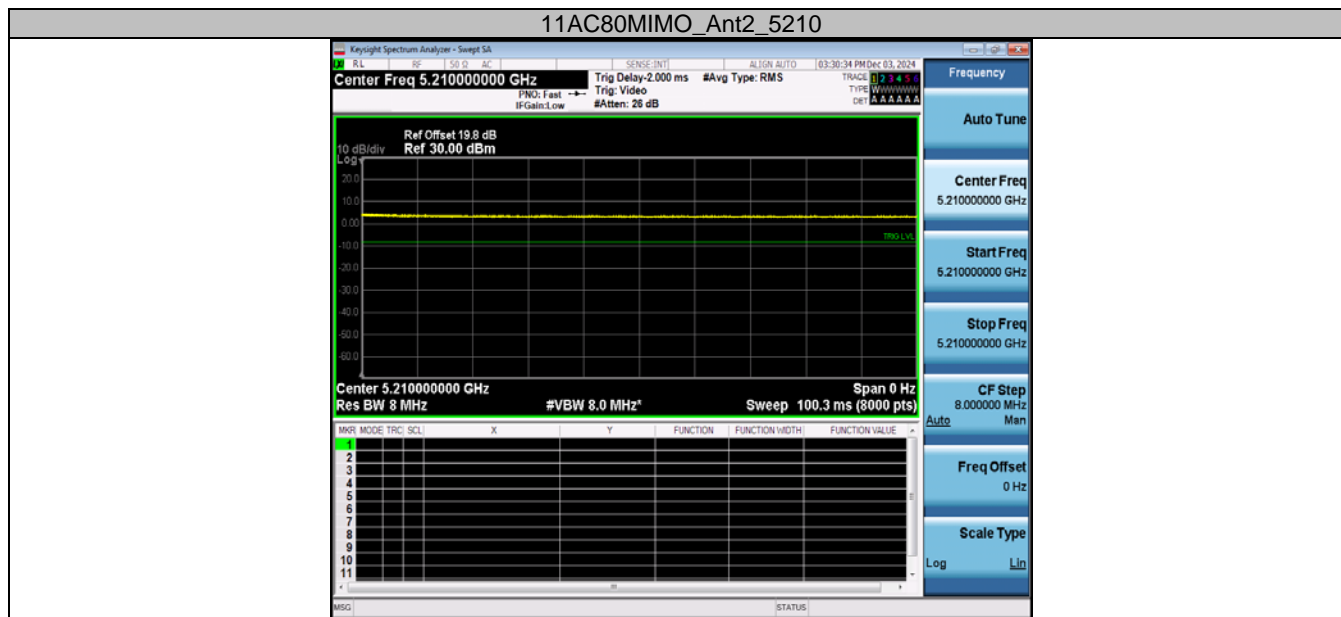 11AC80MIMO_Ant2_5210
Keysight Spectrum Analyzer - Swept SA
RL RF 50 Ω AC SENSE:INT ALIGN AUTO 03:30:34 PM Dec 03, 2024
Center Freq 5.210000000 GHz
PNO: Fast
IFGain:Low
Trig Delay-2.000 ms
Trig: Video
#Atten: 26 dB
#Avg Type: RMS
TRACE 1 2 3 4 5 6
TYPE WWWWWW
DET A A A A A A
Ref Offset 19.8 dB
10 dB/div Ref 30.00 dBm
Log
20.0
10.0
0.00
TRIG LVL
-10.0
-20.0
-30.0
-40.0
-50.0
-60.0
Center 5.210000000 GHz Span 0 Hz
Res BW 8 MHz #VBW 8.0 MHz* Sweep 100.3 ms (8000 pts)
MKR MODE TRC SCL X Y FUNCTION FUNCTION WIDTH FUNCTION VALUE
1
2
3
4
5
6
7
8
9
10
11
MSG STATUS
Frequency
Auto Tune
Center Freq
5.210000000 GHz
Start Freq
5.210000000 GHz
Stop Freq
5.210000000 GHz
CF Step
8.000000 MHz
Auto Man
Freq Offset
0 Hz
Scale Type
Log Lin